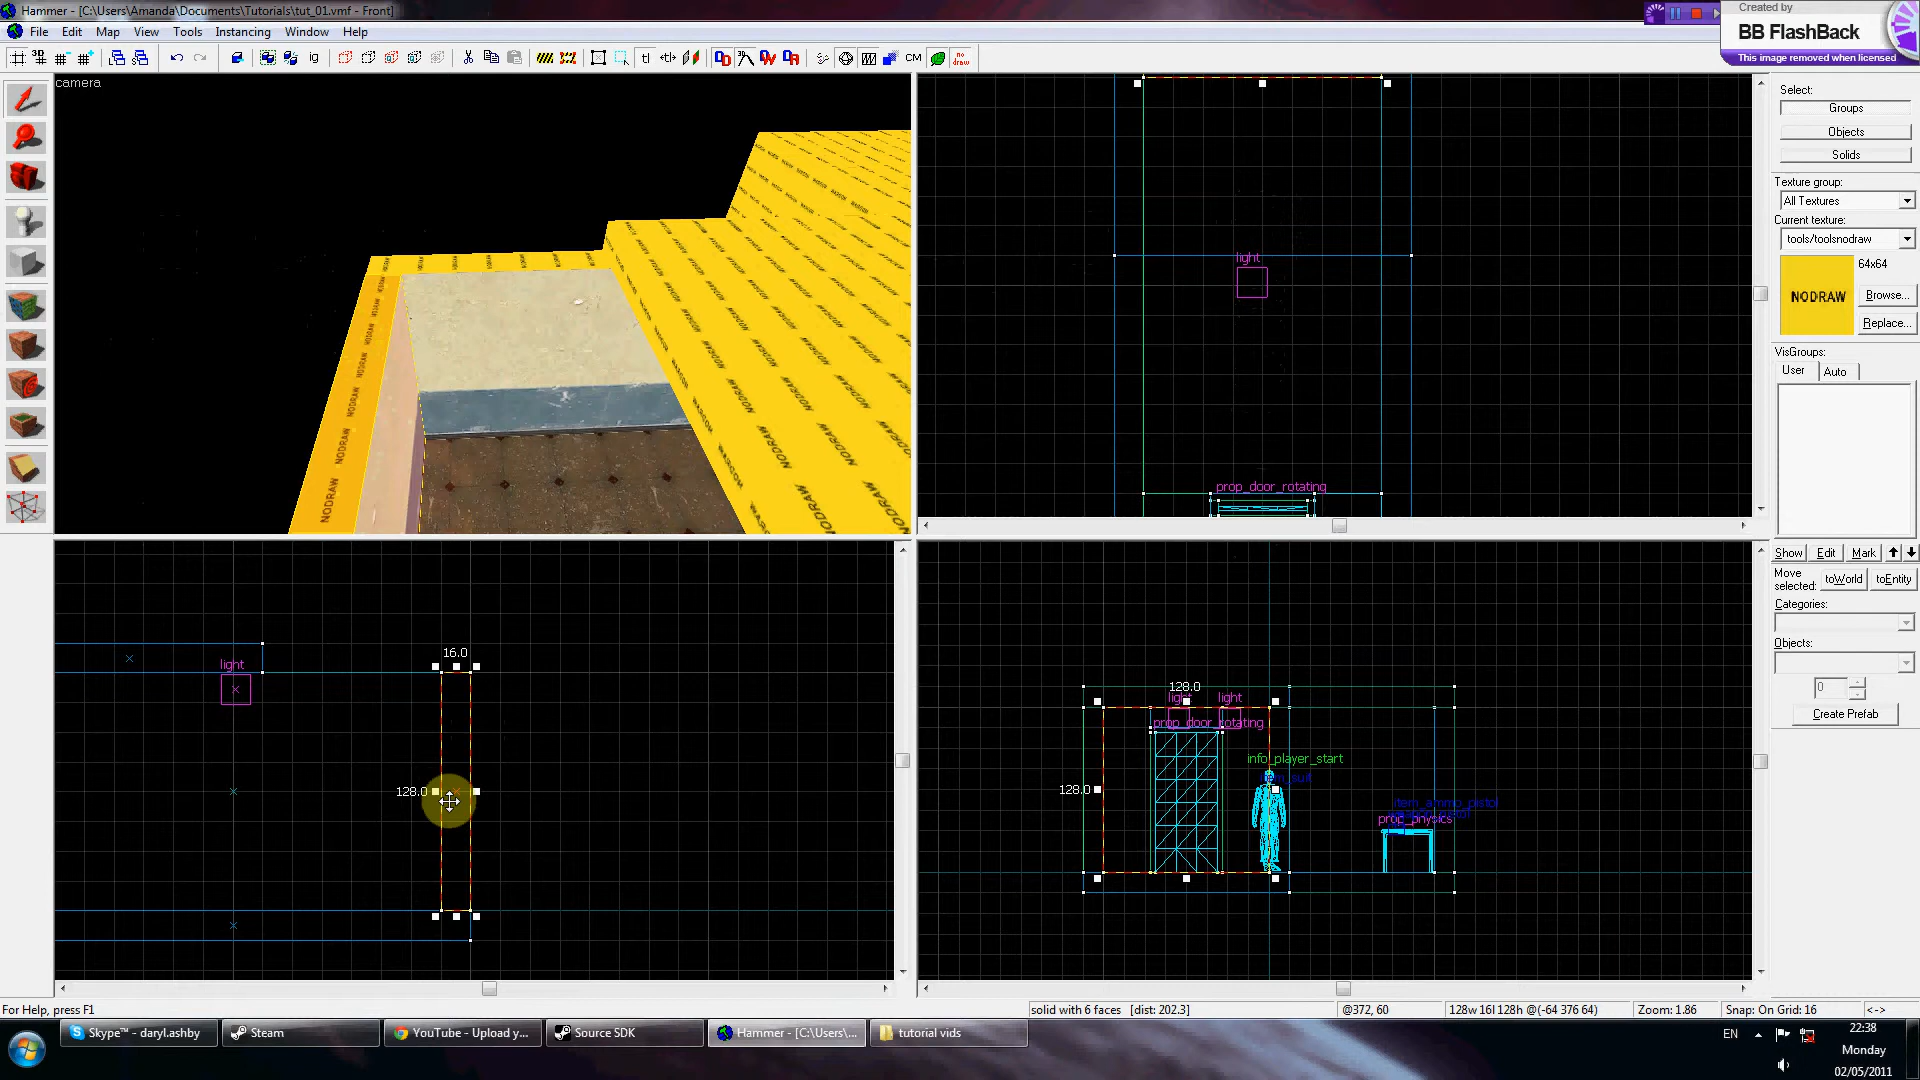 Hammer - [C:\Users\Amanda\Documents\Tutorials\tut_01.vmf - Front]
Created by
BB FlashBack
This image removed when licensed
File Edit Map View Tools Instancing Window Help
camera
Select:
Groups
Objects
Solids
Texture group:
All Textures
Current texture:
tools/toolsnodraw
64x64
NODRAW
Browse...
Replace...
VisGroups:
User Auto
Show Edit Mark
Move selected: toWorld toEntity
Categories:
Objects:
0
Create Prefab
light
prop_door_rotating
light
16.0
128.0
128.0
light light
prop_door_rotating
info_player_start
128.0
item_ammo_pistol
prop_physics
For Help, press F1
solid with 6 faces [dist: 202.3]
@372, 60
128w 16l 128h @(-64 376 64)
Zoom: 1.86
Snap: On Grid: 16
<->
Skype™ - daryl.ashby
Steam
YouTube - Upload y...
Source SDK
Hammer - [C:\Users\...
tutorial vids
EN
22:38
Monday
02/05/2011